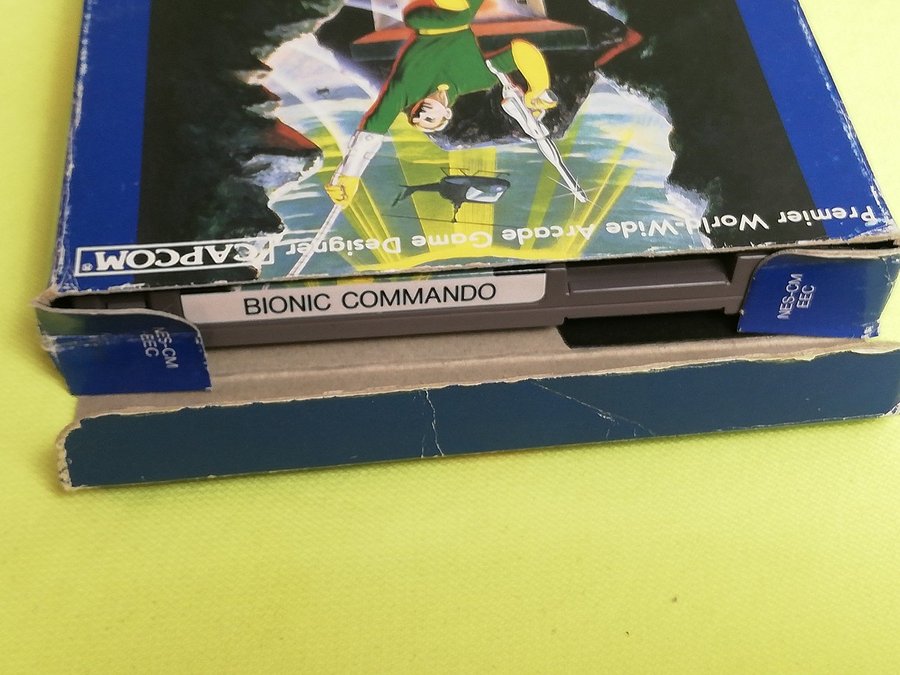 Premier World-Wide Arcade Game Designer CAPCOM®
BIONIC COMMANDO
NES-CM
EEC
NES-CM
EEC